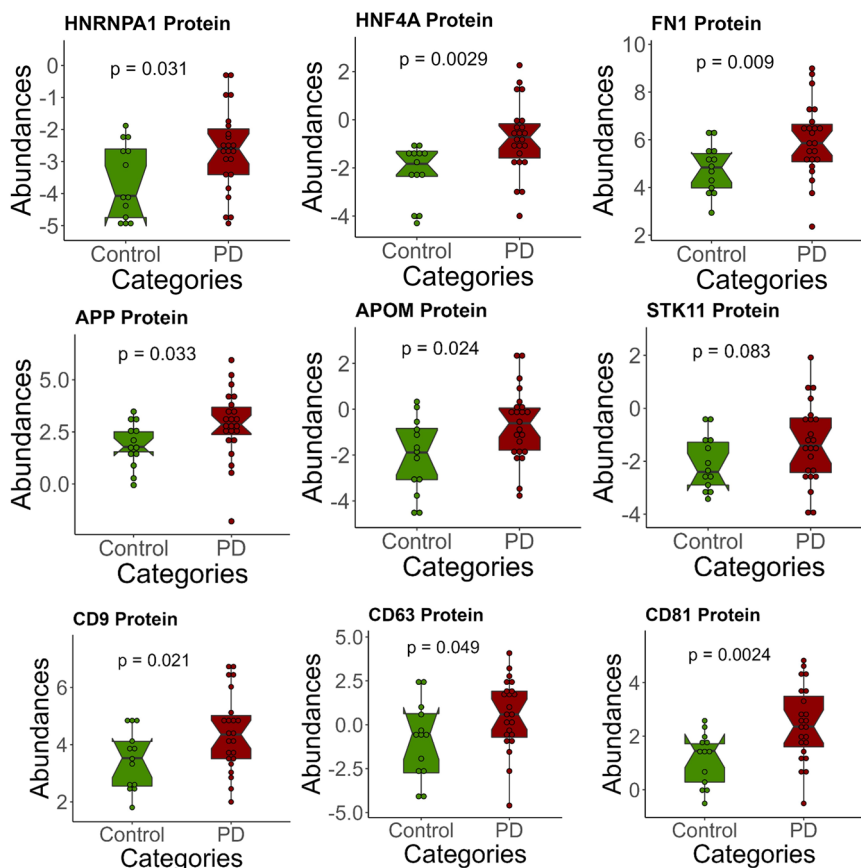 HNRNPA1 Protein
p = 0.031
Abundances
0
-1
-2
-3
-4
-5
Control PD
Categories
HNF4A Protein
p = 0.0029
Abundances
2
0
-2
-4
Control PD
Categories
FN1 Protein
p = 0.009
Abundances
10
8
6
4
2
Control PD
Categories
APP Protein
p = 0.033
Abundances
5.0
2.5
0.0
Control PD
Categories
APOM Protein
p = 0.024
Abundances
2
0
-2
-4
Control PD
Categories
STK11 Protein
p = 0.083
Abundances
2
0
-2
-4
Control PD
Categories
CD9 Protein
p = 0.021
Abundances
6
4
2
Control PD
Categories
CD63 Protein
p = 0.049
Abundances
5.0
2.5
0.0
-2.5
-5.0
Control PD
Categories
CD81 Protein
p = 0.0024
Abundances
4
2
0
Control PD
Categories